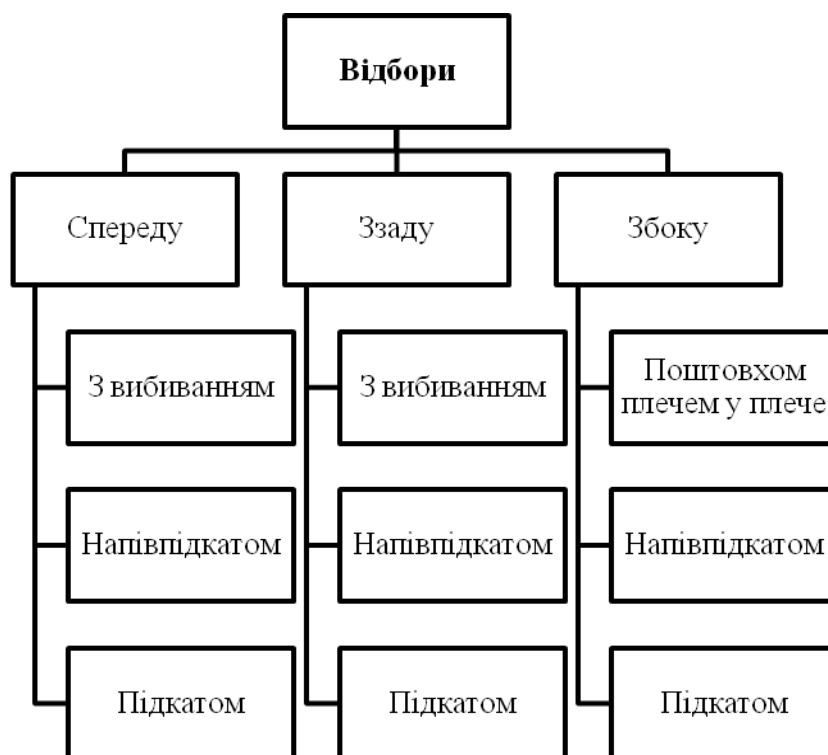 Відбори
Спереду
Ззаду
Збоку
З вибиванням
З вибиванням
Поштовхом
плечем у плече
Напівпідкатом
Напівпідкатом
Напівпідкатом
Підкатом
Підкатом
Підкатом